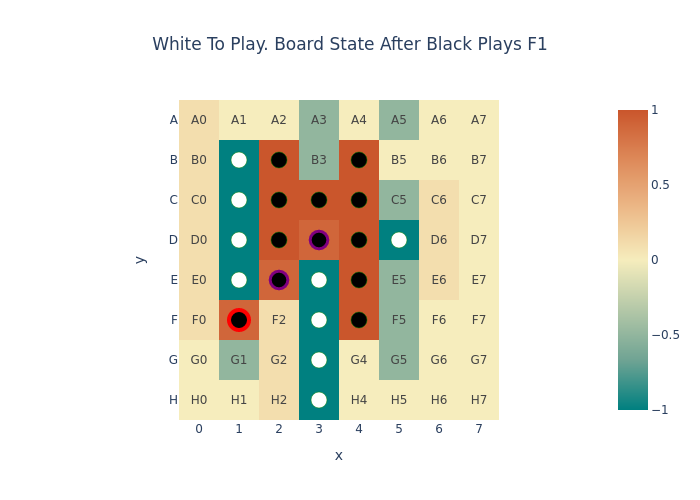 White To Play. Board State After Black Plays F1
A A0 A1 A2 A3 A4 A5 A6 A7
B B0 B3 B5 B6 B7
C C0 C5 C6 C7
D D0 D6 D7
E E0 E5 E6 E7
F F0 F2 F5 F6 F7
G G0 G1 G2 G4 G5 G6 G7
H H0 H1 H2 H4 H5 H6 H7
0 1 2 3 4 5 6 7
x
y
1
0.5
0
−0.5
−1